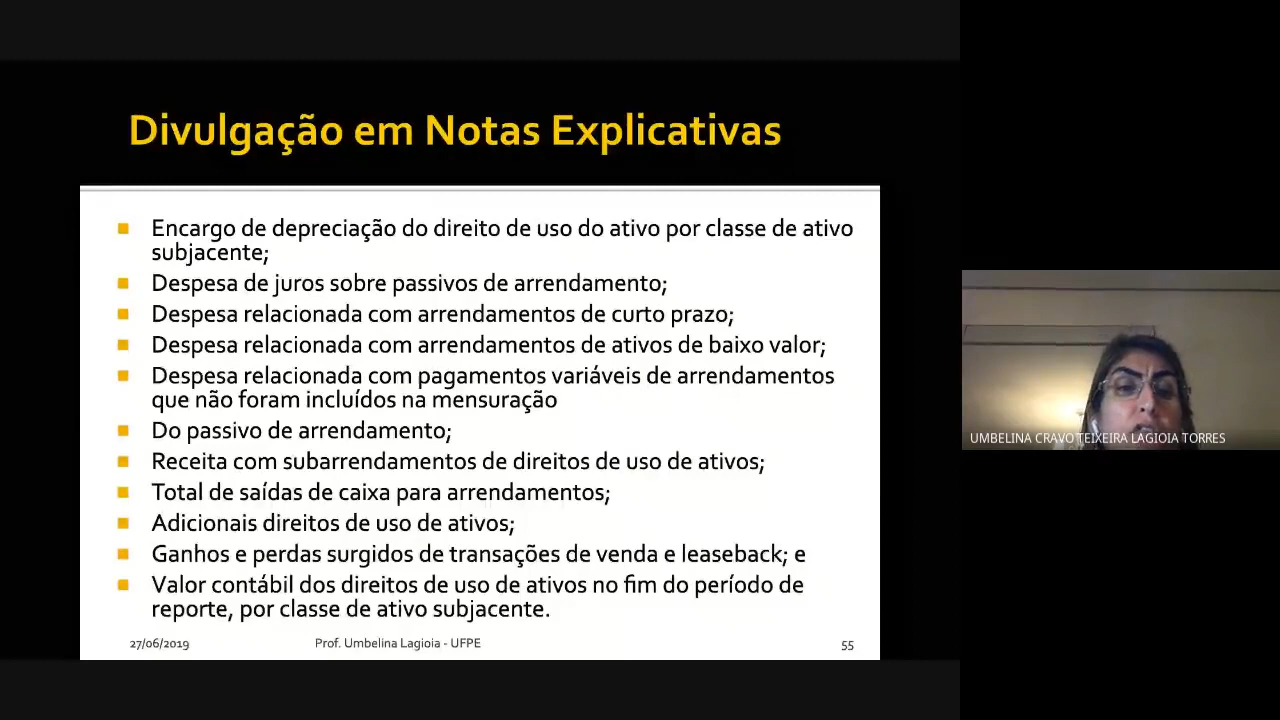 Divulgação em Notas Explicativas
Encargo de depreciação do direito de uso do ativo por classe de ativo
subjacente;
Despesa de juros sobre passivos de arrendamento;
Despesa relacionada com arrendamentos de curto prazo;
Despesa relacionada com arrendamentos de ativos de baixo valor;
Despesa relacionada com pagamentos variáveis de arrendamentos
que não foram incluídos na mensuração
Do passivo de arrendamento;
Receita com subarrendamentos de direitos de uso de ativos;
Total de saídas de caixa para arrendamentos;
Adicionais direitos de uso de ativos;
Ganhos e perdas surgidos de transações de venda e leaseback; e
Valor contábil dos direitos de uso de ativos no fim do período de
reporte, por classe de ativo subjacente.
27/06/2019 Prof. Umbelina Lagioia - UFPE 55
UMBELINA CRAVO TEIXEIRA LAGIOIA TORRES